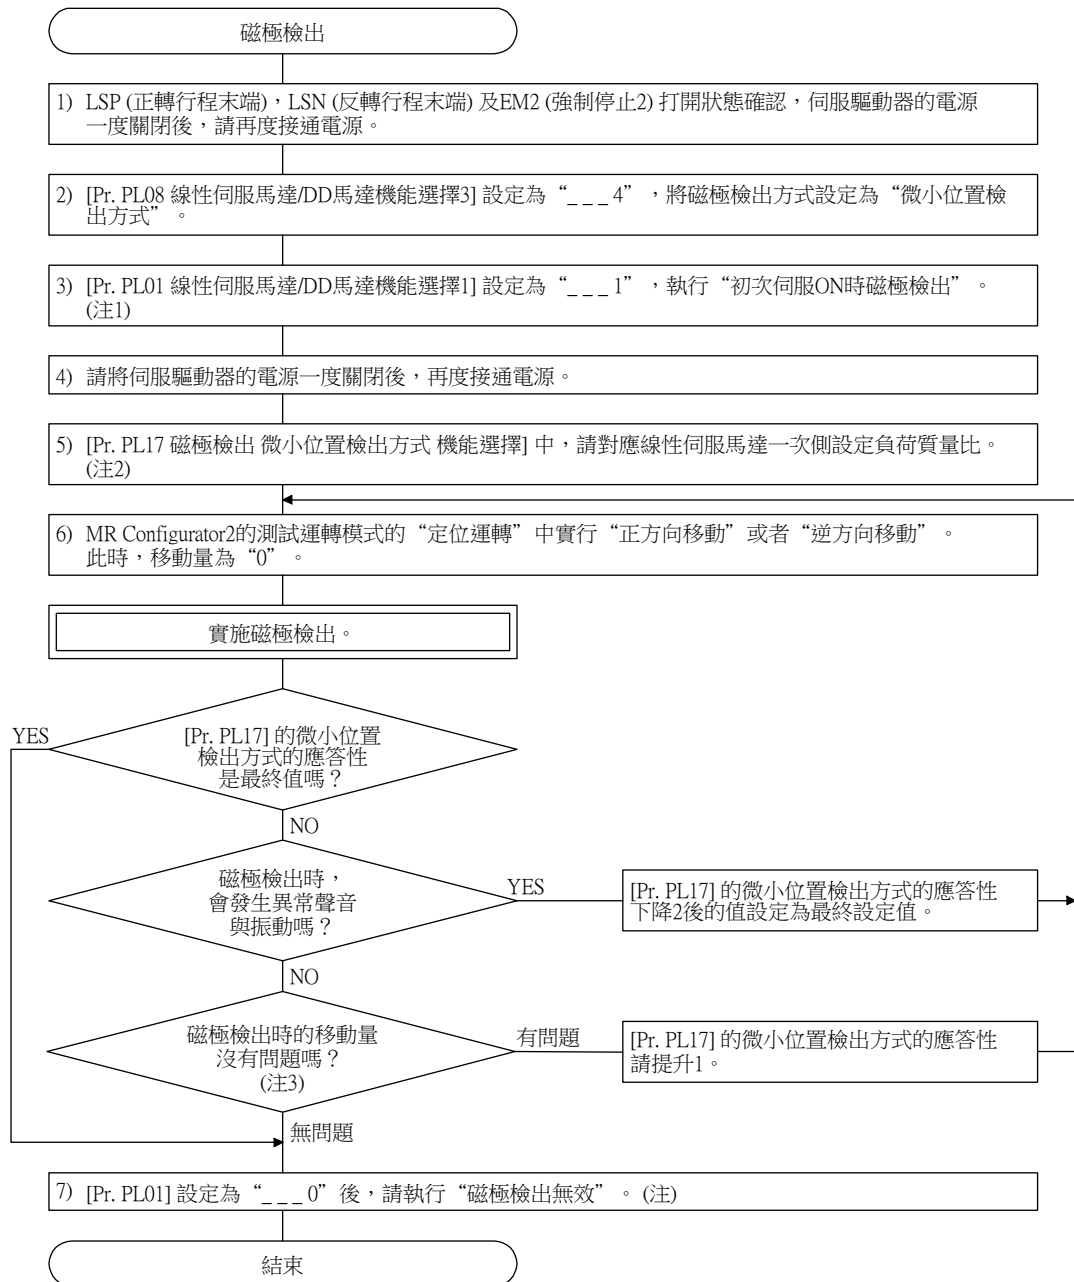 磁極檢出
1) LSP (正轉行程末端)，LSN (反轉行程末端) 及EM2 (強制停止2) 打開狀態確認，伺服驅動器的電源
一度關閉後，請再度接通電源。
2) [Pr. PL08 線性伺服馬達/DD馬達機能選擇3] 設定為“_ _ _ 4”，將磁極檢出方式設定為“微小位置檢
出方式”。
3) [Pr. PL01 線性伺服馬達/DD馬達機能選擇1] 設定為“_ _ _ 1”，執行“初次伺服ON時磁極檢出”。
(注1)
4) 請將伺服驅動器的電源一度關閉後，再度接通電源。
5) [Pr. PL17 磁極檢出 微小位置檢出方式 機能選擇] 中，請對應線性伺服馬達一次側設定負荷質量比。
(注2)
6) MR Configurator2的測試運轉模式的“定位運轉”中實行“正方向移動”或者“逆方向移動”。
此時，移動量為“0”。
實施磁極檢出。
YES
[Pr. PL17] 的微小位置
檢出方式的應答性
是最終值嗎？
NO
磁極檢出時，
會發生異常聲音
與振動嗎？
YES
[Pr. PL17] 的微小位置檢出方式的應答性
下降2後的值設定為最終設定值。
NO
磁極檢出時的移動量
沒有問題嗎？
(注3)
有問題
[Pr. PL17] 的微小位置檢出方式的應答性
請提升1。
無問題
7) [Pr. PL01] 設定為“_ _ _ 0”後，請執行“磁極檢出無效”。(注)
結束